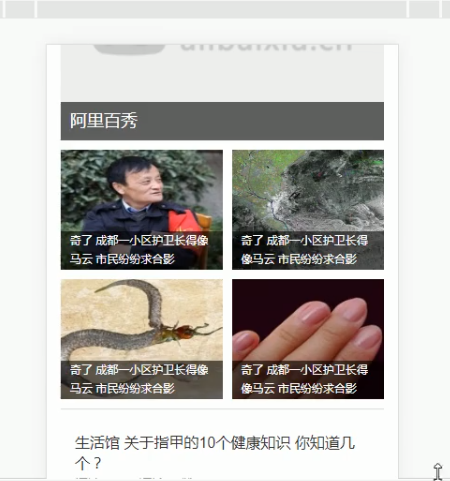 alibaixiu.cn
阿里百秀
奇了 成都一小区护卫长得像
马云 市民纷纷求合影
奇了 成都一小区护卫长得
像马云 市民纷纷求合影
奇了 成都一小区护卫长得像
马云 市民纷纷求合影
奇了 成都一小区护卫长得
像马云 市民纷纷求合影
生活馆 关于指甲的10个健康知识 你知道几
个？